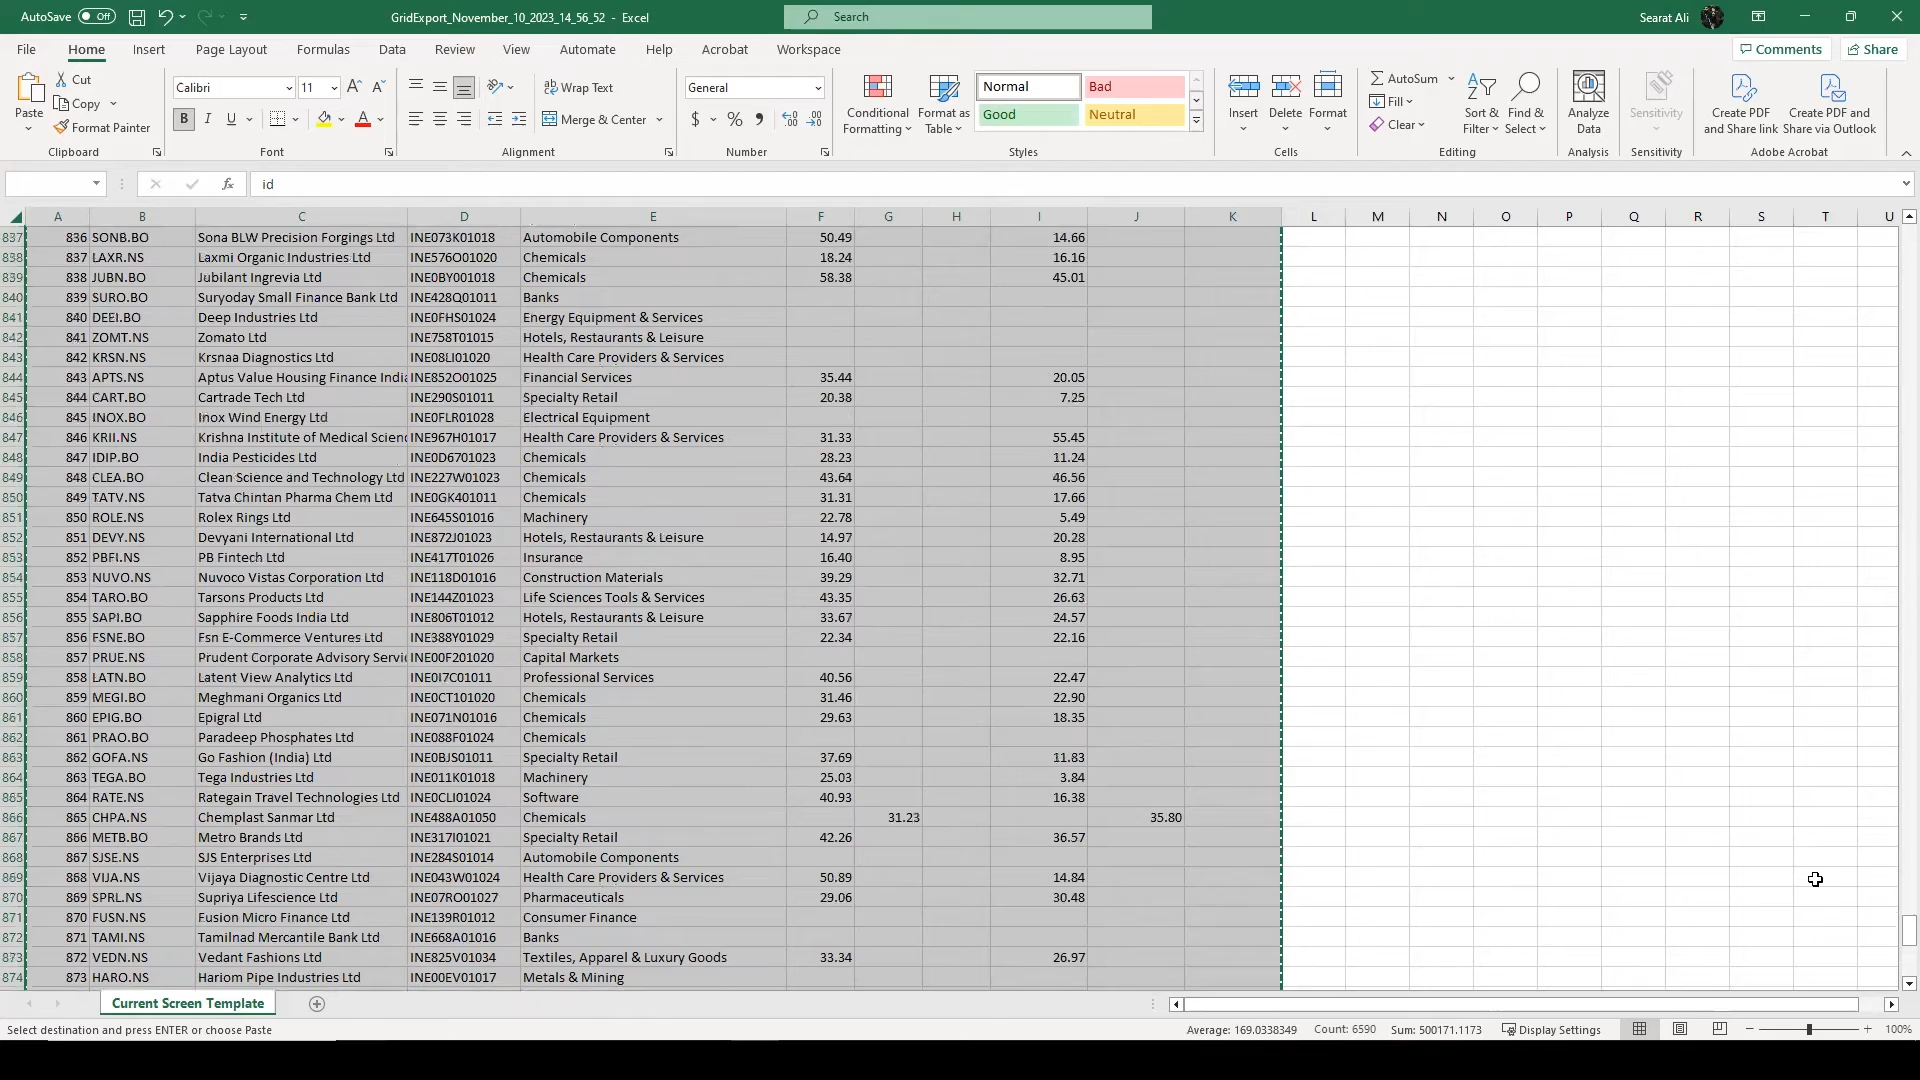 AutoSave Off GridExport_November_10_2023_14_56_52 - Excel Search Searat Ali
File Home Insert Page Layout Formulas Data Review View Automate Help Acrobat Workspace Comments Share
Paste Cut Copy Format Painter Clipboard
Calibri 11 B I U Font
Wrap Text Merge & Center Alignment
General $ % Number
Conditional Formatting Format as Table Normal Bad Good Neutral Styles
Insert Delete Format Cells
AutoSum Fill Clear Sort & Filter Find & Select Editing
Analyze Data Analysis
Sensitivity Sensitivity
Create PDF and Share link Create PDF and Share via Outlook Adobe Acrobat
fx id
A B C D E F G H I J K L M N O P Q R S T U
837 836 SONB.BO Sona BLW Precision Forgings Ltd INE073K01018 Automobile Components 50.49 14.66
838 837 LAXR.NS Laxmi Organic Industries Ltd INE576O01020 Chemicals 18.24 16.16
839 838 JUBN.BO Jubilant Ingrevia Ltd INE0BY001018 Chemicals 58.38 45.01
840 839 SURO.BO Suryoday Small Finance Bank Ltd INE428Q01011 Banks
841 840 DEEI.BO Deep Industries Ltd INE0FHS01024 Energy Equipment & Services
842 841 ZOMT.NS Zomato Ltd INE758T01015 Hotels, Restaurants & Leisure
843 842 KRSN.NS Krsnaa Diagnostics Ltd INE08LI01020 Health Care Providers & Services
844 843 APTS.NS Aptus Value Housing Finance Indi INE852O01025 Financial Services 35.44 20.05
845 844 CART.BO Cartrade Tech Ltd INE290S01011 Specialty Retail 20.38 7.25
846 845 INOX.BO Inox Wind Energy Ltd INE0FLR01028 Electrical Equipment
847 846 KRII.NS Krishna Institute of Medical Scien INE967H01017 Health Care Providers & Services 31.33 55.45
848 847 IDIP.BO India Pesticides Ltd INE0D6701023 Chemicals 28.23 11.24
849 848 CLEA.BO Clean Science and Technology Ltd INE227W01023 Chemicals 43.64 46.56
850 849 TATV.NS Tatva Chintan Pharma Chem Ltd INE0GK401011 Chemicals 31.31 17.66
851 850 ROLE.NS Rolex Rings Ltd INE645S01016 Machinery 22.78 5.49
852 851 DEVY.NS Devyani International Ltd INE872J01023 Hotels, Restaurants & Leisure 14.97 20.28
853 852 PBFI.NS PB Fintech Ltd INE417T01026 Insurance 16.40 8.95
854 853 NUVO.NS Nuvoco Vistas Corporation Ltd INE118D01016 Construction Materials 39.29 32.71
855 854 TARO.BO Tarsons Products Ltd INE144Z01023 Life Sciences Tools & Services 43.35 26.63
856 855 SAPI.BO Sapphire Foods India Ltd INE806T01012 Hotels, Restaurants & Leisure 33.67 24.57
857 856 FSNE.BO Fsn E-Commerce Ventures Ltd INE388Y01029 Specialty Retail 22.34 22.16
858 857 PRUE.NS Prudent Corporate Advisory Servi INE00F201020 Capital Markets
859 858 LATN.BO Latent View Analytics Ltd INE0I7C01011 Professional Services 40.56 22.47
860 859 MEGI.BO Meghmani Organics Ltd INE0CT101020 Chemicals 31.46 22.90
861 860 EPIG.BO Epigral Ltd INE071N01016 Chemicals 29.63 18.35
862 861 PRAO.BO Paradeep Phosphates Ltd INE088F01024 Chemicals
863 862 GOFA.NS Go Fashion (India) Ltd INE0BJS01011 Specialty Retail 37.69 11.83
864 863 TEGA.BO Tega Industries Ltd INE011K01018 Machinery 25.03 3.84
865 864 RATE.NS Rategain Travel Technologies Ltd INE0CLI01024 Software 40.93 16.38
866 865 CHPA.NS Chemplast Sanmar Ltd INE488A01050 Chemicals 31.23 35.80
867 866 METB.BO Metro Brands Ltd INE317I01021 Specialty Retail 42.26 36.57
868 867 SJSE.NS SJS Enterprises Ltd INE284S01014 Automobile Components
869 868 VIJA.NS Vijaya Diagnostic Centre Ltd INE043W01024 Health Care Providers & Services 50.89 14.84
870 869 SPRL.NS Supriya Lifescience Ltd INE07RO01027 Pharmaceuticals 29.06 30.48
871 870 FUSN.NS Fusion Micro Finance Ltd INE139R01012 Consumer Finance
872 871 TAMI.NS Tamilnad Mercantile Bank Ltd INE668A01016 Banks
873 872 VEDN.NS Vedant Fashions Ltd INE825V01034 Textiles, Apparel & Luxury Goods 33.34 26.97
874 873 HARO.NS Hariom Pipe Industries Ltd INE00EV01017 Metals & Mining
Current Screen Template
Select destination and press ENTER or choose Paste Average: 169.0338349 Count: 6590 Sum: 500171.1173 Display Settings 100%